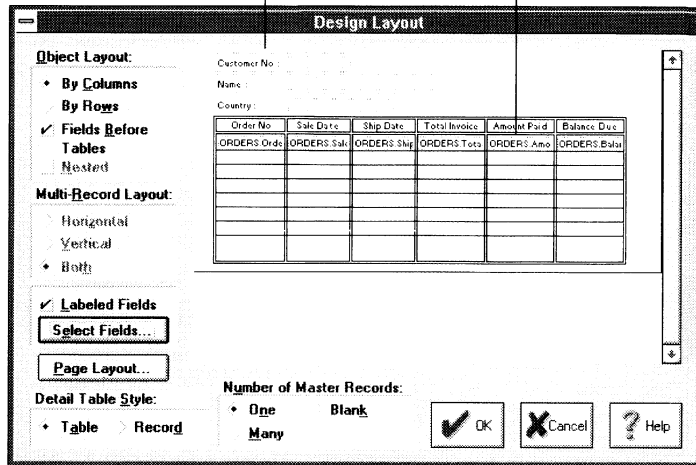 Design Layout
Object Layout:
By Columns
By Rows
Fields Before
Tables
Nested
Multi-Record Layout:
Horizontal
Vertical
Both
Labeled Fields
Select Fields...
Page Layout...
Detail Table Style:
Table Record
Customer No :
Name :
Country :
Order No Sale Date Ship Date Total Invoice Amount Paid Balance Due
ORDERS.Orde ORDERS.Sale ORDERS.Ship ORDERS.Tota ORDERS.Amo ORDERS.Balar
Number of Master Records:
One Blank
Many
OK Cancel Help